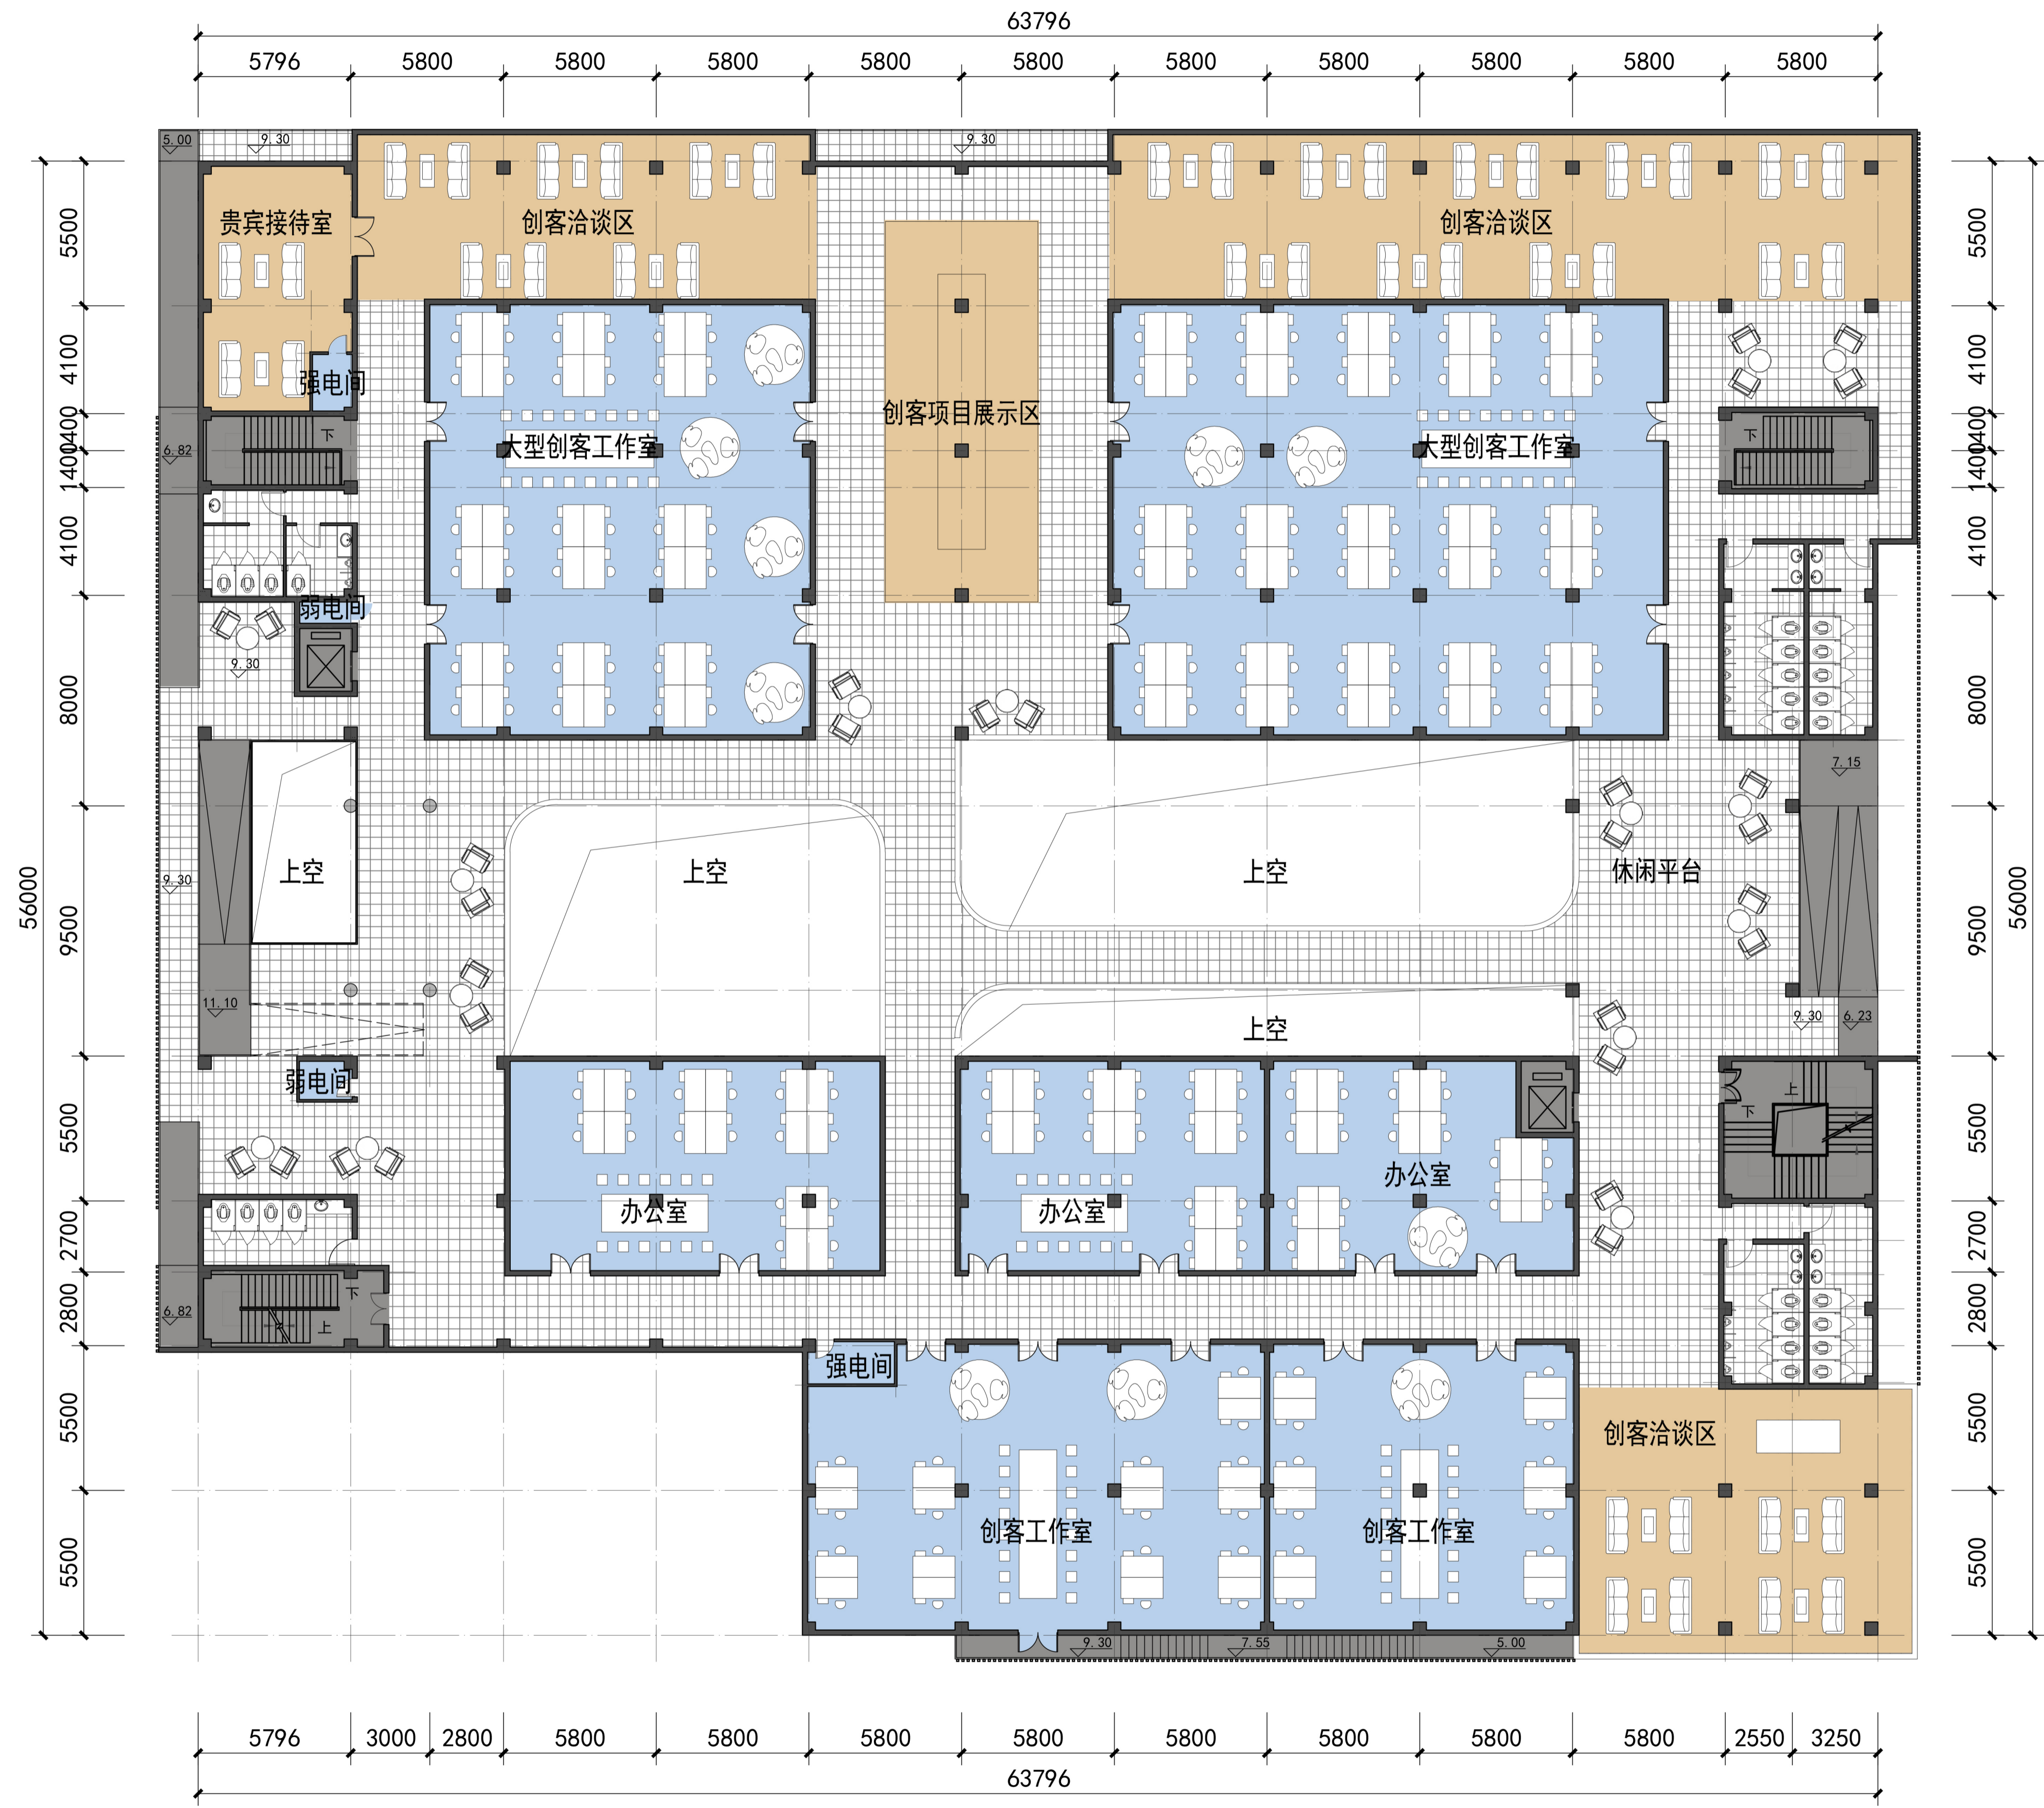 63796
5796 5800 5800 5800 5800 5800 5800 5800 5800 5800 5800
5.00 9.30 9.30
贵宾接待室 创客洽谈区 创客洽谈区
5500 5500
4100 4100
强电间
创客项目展示区
400 400
下 大型创客工作室 大型创客工作室 下
6.82
1400 1400
4100 4100
弱电间
9.30
8000 8000
7.15
上空 上空 上空 休闲平台
9.30
56000 56000
9500 9500
11.10 9.30 6.23
上空
弱电间
上
下
5500 5500
办公室
办公室 办公室
2700 2700
下
6.82 上
2800 2800
强电间
5500 5500
创客洽谈区
创客工作室 创客工作室
5500 5500
9.30 7.55 5.00
5796 3000 2800 5800 5800 5800 5800 5800 5800 5800 5800 2550 3250
63796